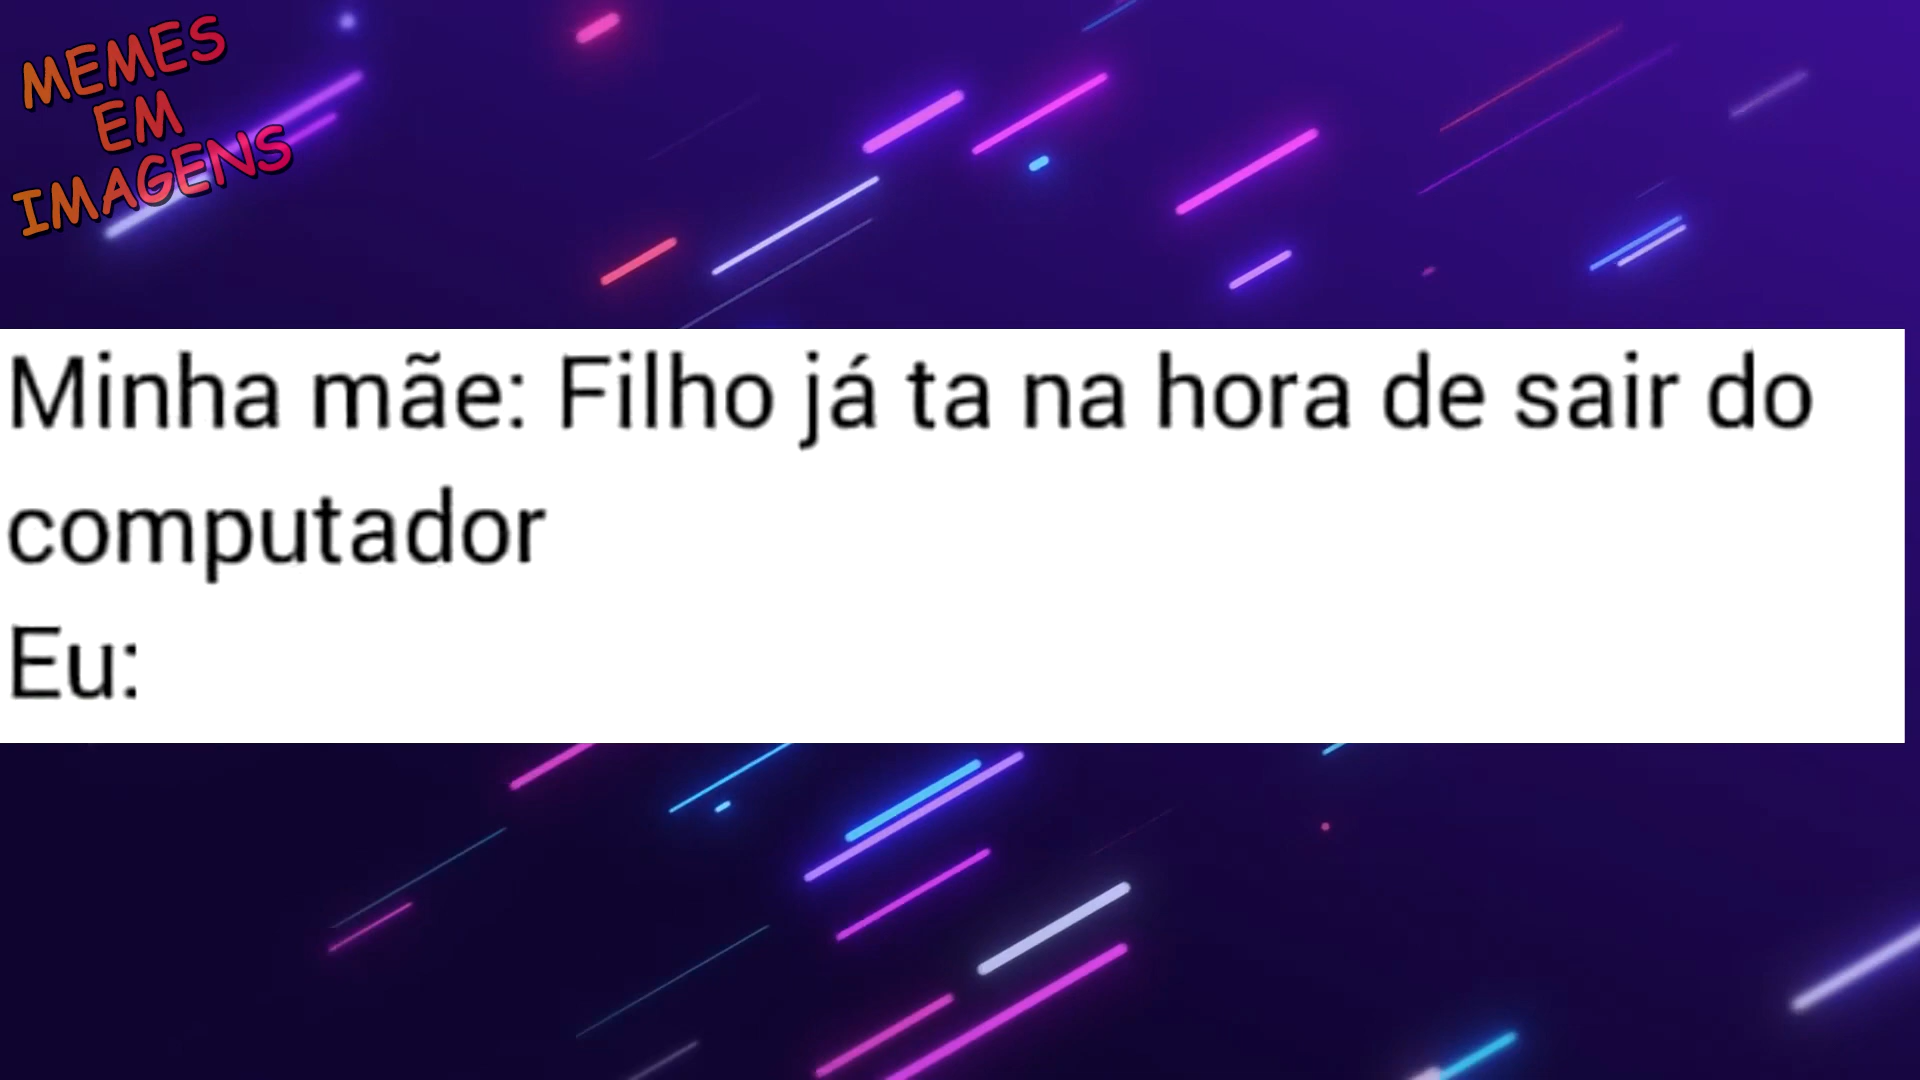 MEMES
EM
IMAGENS
Minha mãe: Filho já ta na hora de sair do
computador
Eu: